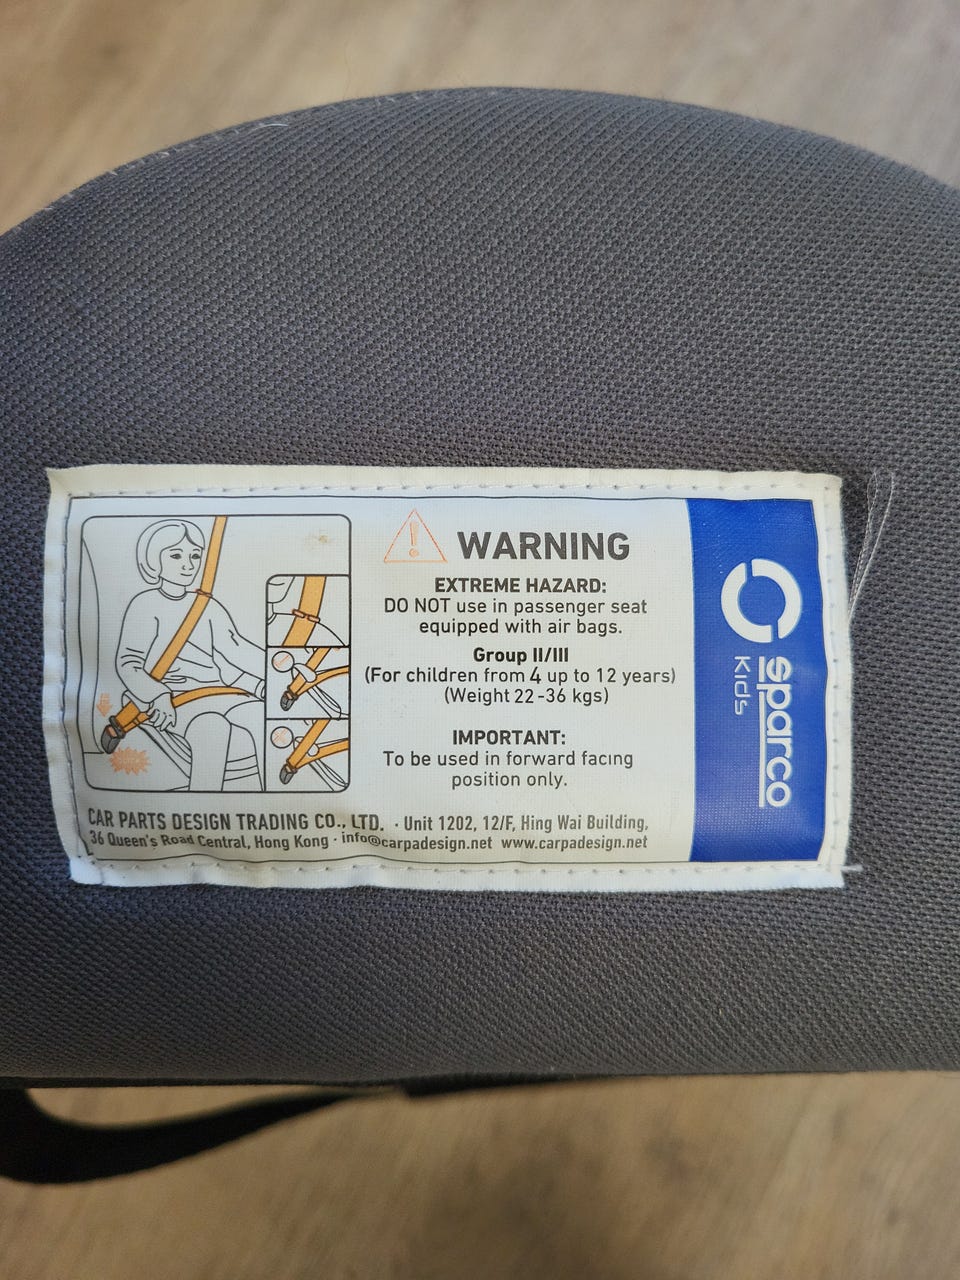 WARNING
EXTREME HAZARD:
DO NOT use in passenger seat
equipped with air bags.
Group II/III
(For children from 4 up to 12 years)
(Weight 22-36 kgs)
IMPORTANT:
To be used in forward facing
position only.
CAR PARTS DESIGN TRADING CO., LTD. · Unit 1202, 12/F, Hing Wai Building,
36 Queen's Road Central, Hong Kong · info@carpadesign.net www.carpadesign.net
sparco
Kids